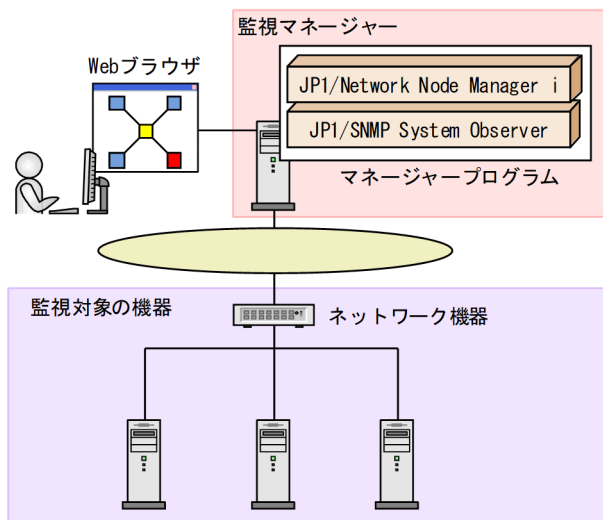 監視マネージャー
Webブラウザ
JP1/Network Node Manager i
JP1/SNMP System Observer
マネージャープログラム
監視対象の機器
ネットワーク機器